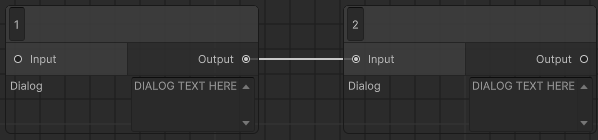 1
Input Output
Dialog DIALOG TEXT HERE
2
Input Output
Dialog DIALOG TEXT HERE